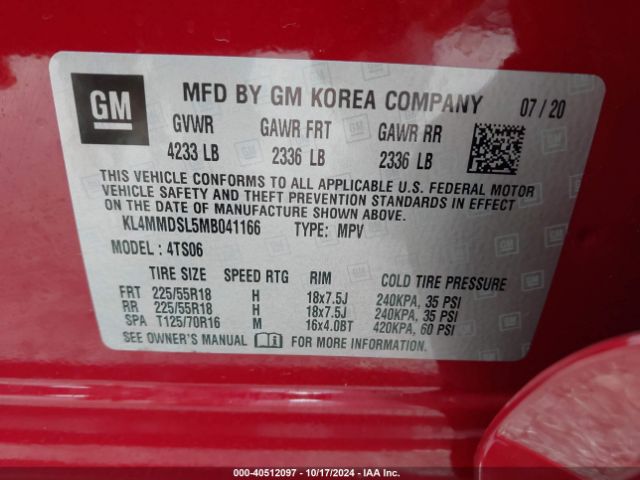 GM MFD BY GM KOREA COMPANY 07/20
GVWR GAWR FRT GAWR RR
4233 LB 2336 LB 2336 LB
THIS VEHICLE CONFORMS TO ALL APPLICABLE U.S. FEDERAL MOTOR
VEHICLE SAFETY AND THEFT PREVENTION STANDARDS IN EFFECT
ON THE DATE OF MANUFACTURE SHOWN ABOVE.
KL4MMDSL5MB041166 TYPE: MPV
MODEL: 4TS06
TIRE SIZE SPEED RTG RIM COLD TIRE PRESSURE
FRT 225/55R18 H 18x7.5J 240KPA, 35 PSI
RR 225/55R18 H 18x7.5J 240KPA, 35 PSI
SPA T125/70R16 M 16x4.0BT 420KPA, 60 PSI
SEE OWNER'S MANUAL FOR MORE INFORMATION
000-40512097 - 10/17/2024 - IAA Inc.